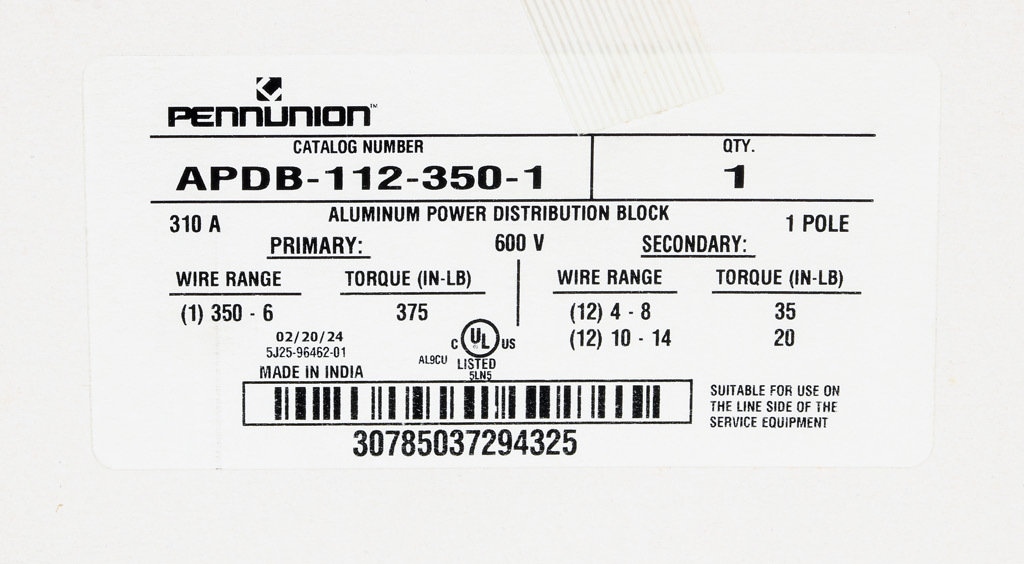 PENNUNION™
CATALOG NUMBER QTY.
APDB-112-350-1 1
ALUMINUM POWER DISTRIBUTION BLOCK
310 A 1 POLE
PRIMARY: 600 V SECONDARY:
WIRE RANGE TORQUE (IN-LB) WIRE RANGE TORQUE (IN-LB)
(1) 350 - 6 375 (12) 4 - 8 35
(12) 10 - 14 20
02/20/24
5J25-96462-01
MADE IN INDIA
AL9CU
C UL US
LISTED
5LN5
SUITABLE FOR USE ON
THE LINE SIDE OF THE
SERVICE EQUIPMENT
30785037294325